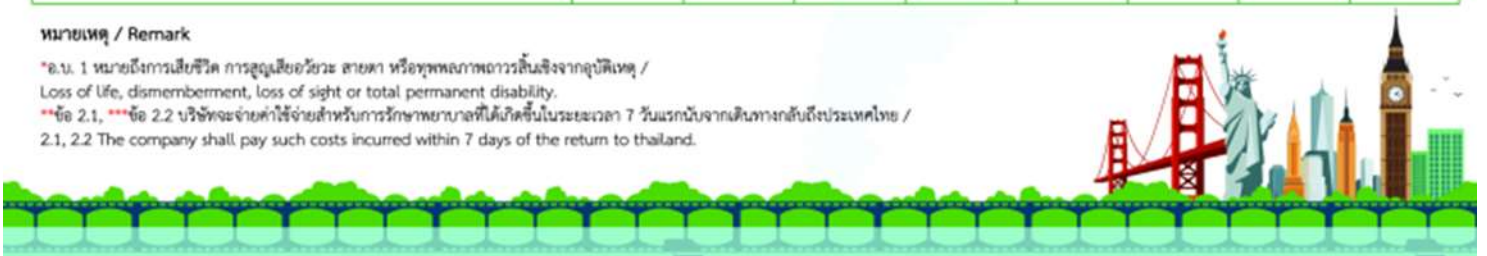 หมายเหตุ / Remark
*อ.บ. 1 หมายถึงการเสียชีวิต การสูญเสียอวัยวะ สายตา หรือทุพพลภาพถาวรสิ้นเชิงจากอุบัติเหตุ /
Loss of life, dismemberment, loss of sight or total permanent disability.
**ข้อ 2.1, ***ข้อ 2.2 บริษัทจะจ่ายค่าใช้จ่ายสำหรับการรักษาพยาบาลที่ได้เกิดขึ้นในระยะเวลา 7 วันแรกนับจากเดินทางกลับถึงประเทศไทย /
2.1, 2.2 The company shall pay such costs incurred within 7 days of the return to thailand.